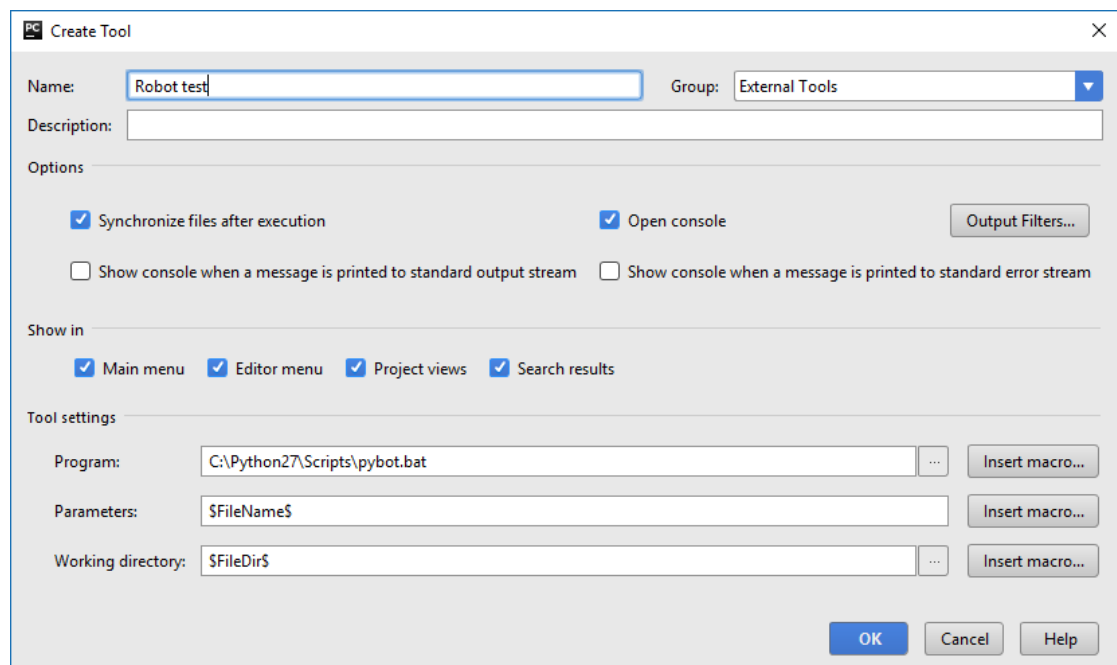 PC Create Tool
Name: Robot test Group: External Tools
Description:
Options
Synchronize files after execution Open console Output Filters...
Show console when a message is printed to standard output stream Show console when a message is printed to standard error stream
Show in
Main menu Editor menu Project views Search results
Tool settings
Program: C:\Python27\Scripts\pybot.bat ... Insert macro...
Parameters: $FileName$ Insert macro...
Working directory: $FileDir$ ... Insert macro...
OK Cancel Help